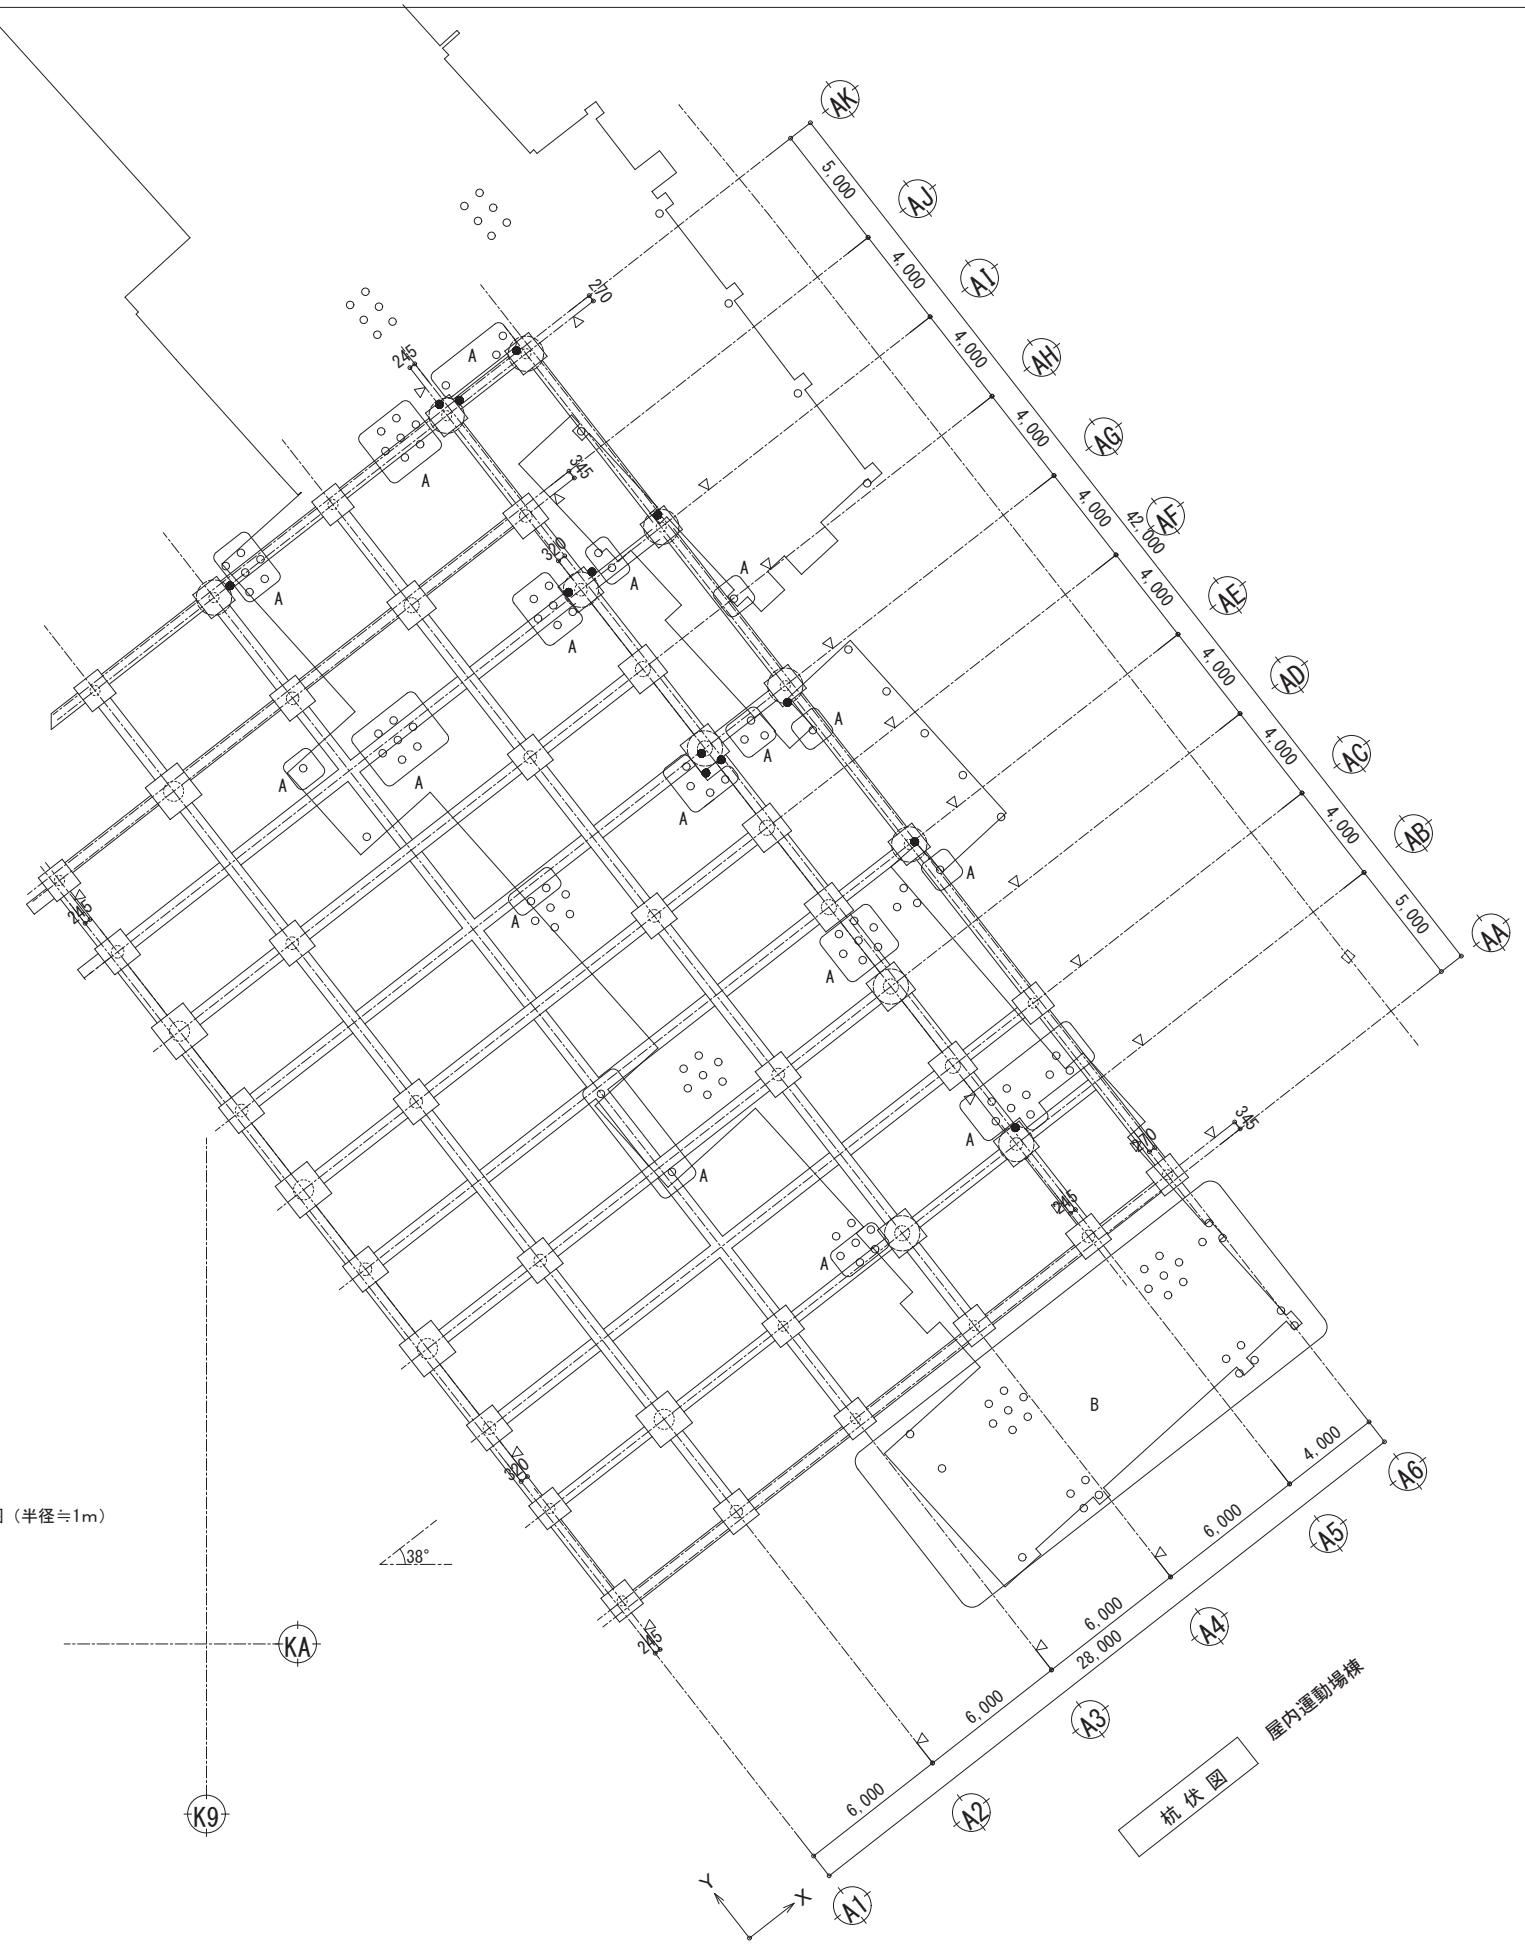 AK
5,000
AJ
4,000
AI
4,000
AH
4,000
AG
4,000
AF
42,000
4,000
AE
4,000
AD
4,000
AC
4,000
AB
5,000
AA
270
245
A
A
345
A
320
A
A
A
A
A
A
A
A
A
245
A
A
A
A
A
345
270
245
A
B
320
図（半径≒1m）
38°
KA
K9
245
4,000
A6
6,000
A5
6,000
A4
28,000
6,000
A3
6,000
A2
A1
屋内運動場棟
杭伏図
Y
X